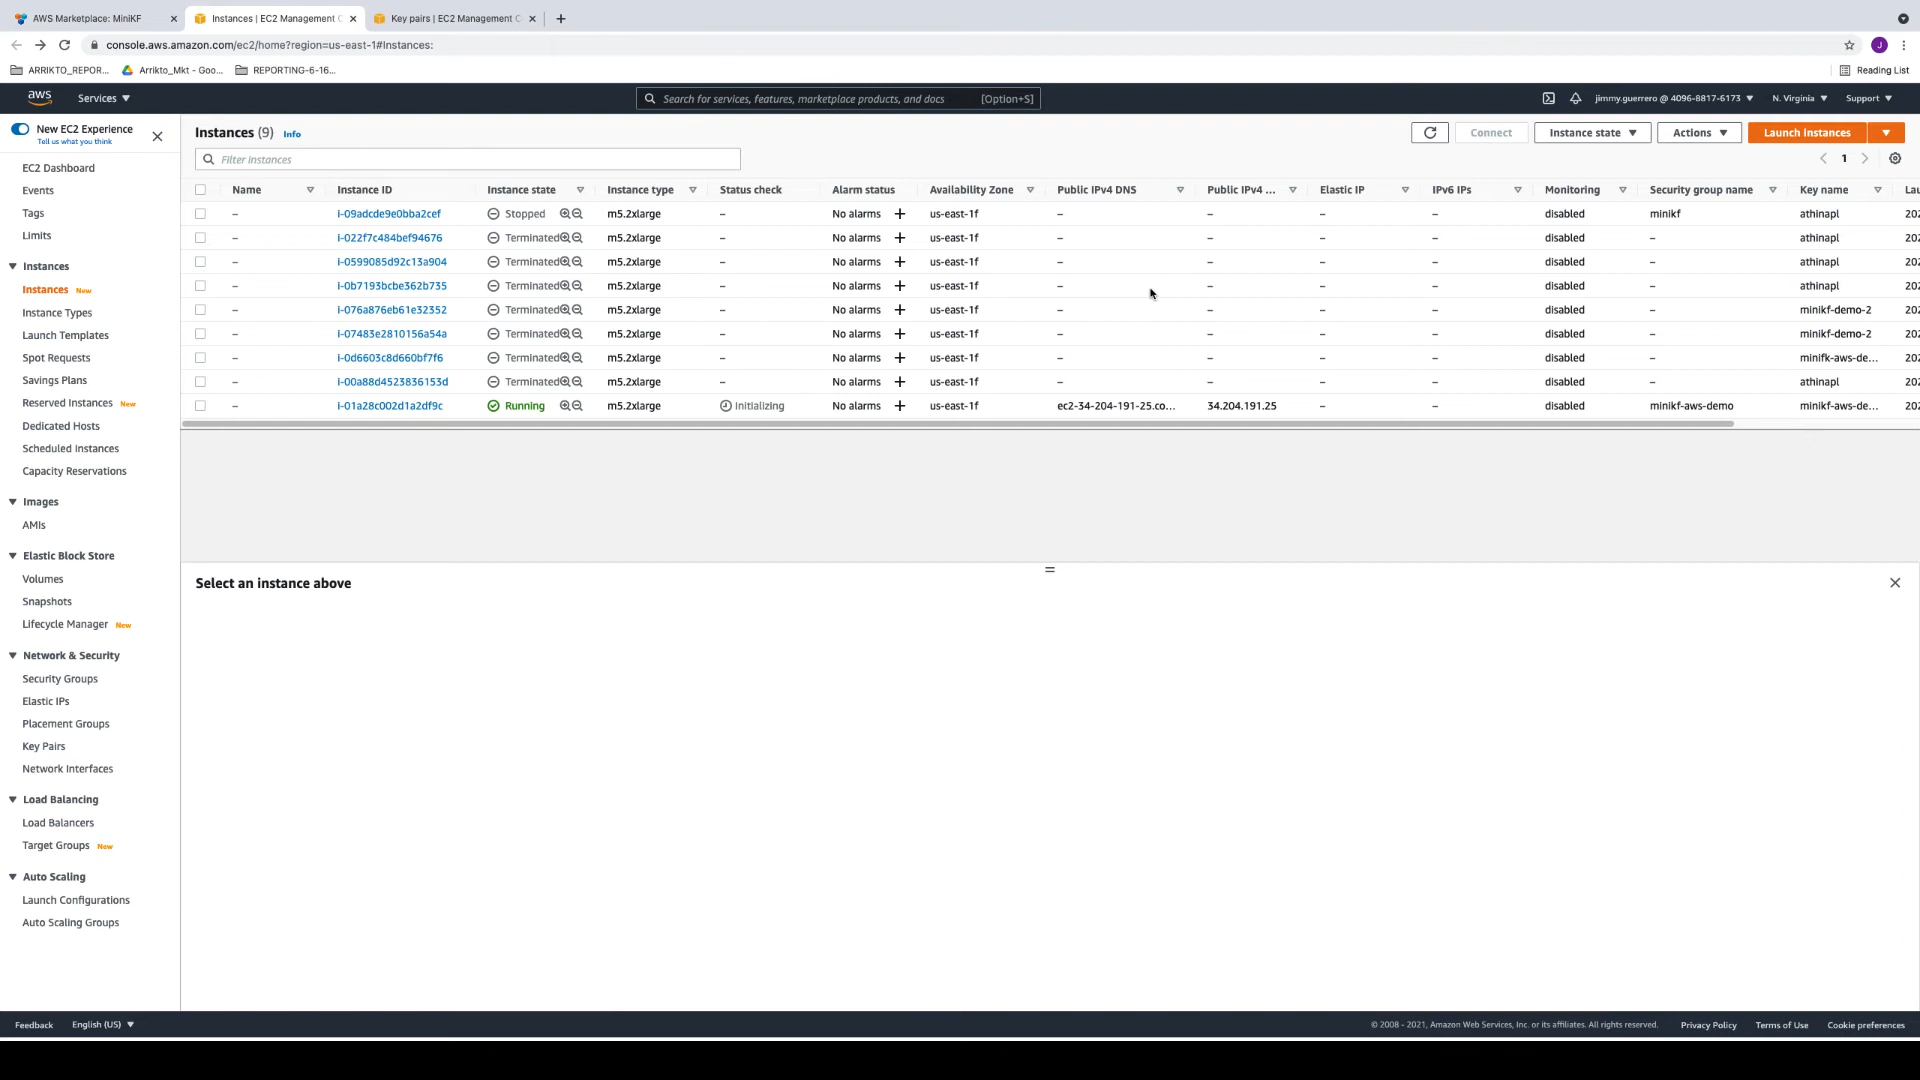 AWS Marketplace: MiniKF
Instances | EC2 Management C
Key pairs | EC2 Management C
console.aws.amazon.com/ec2/home?region=us-east-1#Instances:
J
ARRIKTO_REPOR...
Arrikto_Mkt - Goo...
REPORTING-6-16...
Reading List
aws
Services
Search for services, features, marketplace products, and docs
[Option+S]
jimmy.guerrero @ 4096-8817-6173
N. Virginia
Support
New EC2 Experience
Tell us what you think
EC2 Dashboard
Events
Tags
Limits
Instances
Instances New
Instance Types
Launch Templates
Spot Requests
Savings Plans
Reserved Instances New
Dedicated Hosts
Scheduled Instances
Capacity Reservations
Images
AMIs
Elastic Block Store
Volumes
Snapshots
Lifecycle Manager New
Network & Security
Security Groups
Elastic IPs
Placement Groups
Key Pairs
Network Interfaces
Load Balancing
Load Balancers
Target Groups New
Auto Scaling
Launch Configurations
Auto Scaling Groups
Instances (9) Info
Connect
Instance state
Actions
Launch instances
Filter instances
1
Name Instance ID Instance state Instance type Status check Alarm status Availability Zone Public IPv4 DNS Public IPv4 ... Elastic IP IPv6 IPs Monitoring Security group name Key name Lau
– i-09adcde9e0bba2cef Stopped m5.2xlarge – No alarms + us-east-1f – – – – disabled minikf athinapl 202
– i-022f7c484bef94676 Terminated m5.2xlarge – No alarms + us-east-1f – – – – disabled – athinapl 202
– i-0599085d92c13a904 Terminated m5.2xlarge – No alarms + us-east-1f – – – – disabled – athinapl 202
– i-0b7193bcbe362b735 Terminated m5.2xlarge – No alarms + us-east-1f – – – – disabled – athinapl 202
– i-076a876eb61e32352 Terminated m5.2xlarge – No alarms + us-east-1f – – – – disabled – minikf-demo-2 202
– i-07483e2810156a54a Terminated m5.2xlarge – No alarms + us-east-1f – – – – disabled – minikf-demo-2 202
– i-0d6603c8d660bf7f6 Terminated m5.2xlarge – No alarms + us-east-1f – – – – disabled – minifk-aws-de... 202
– i-00a88d4523836153d Terminated m5.2xlarge – No alarms + us-east-1f – – – – disabled – athinapl 202
– i-01a28c002d1a2df9c Running m5.2xlarge Initializing No alarms + us-east-1f ec2-34-204-191-25.co... 34.204.191.25 – – disabled minikf-aws-demo minikf-aws-de... 202
Select an instance above
Feedback
English (US)
© 2008 - 2021, Amazon Web Services, Inc. or its affiliates. All rights reserved.
Privacy Policy
Terms of Use
Cookie preferences